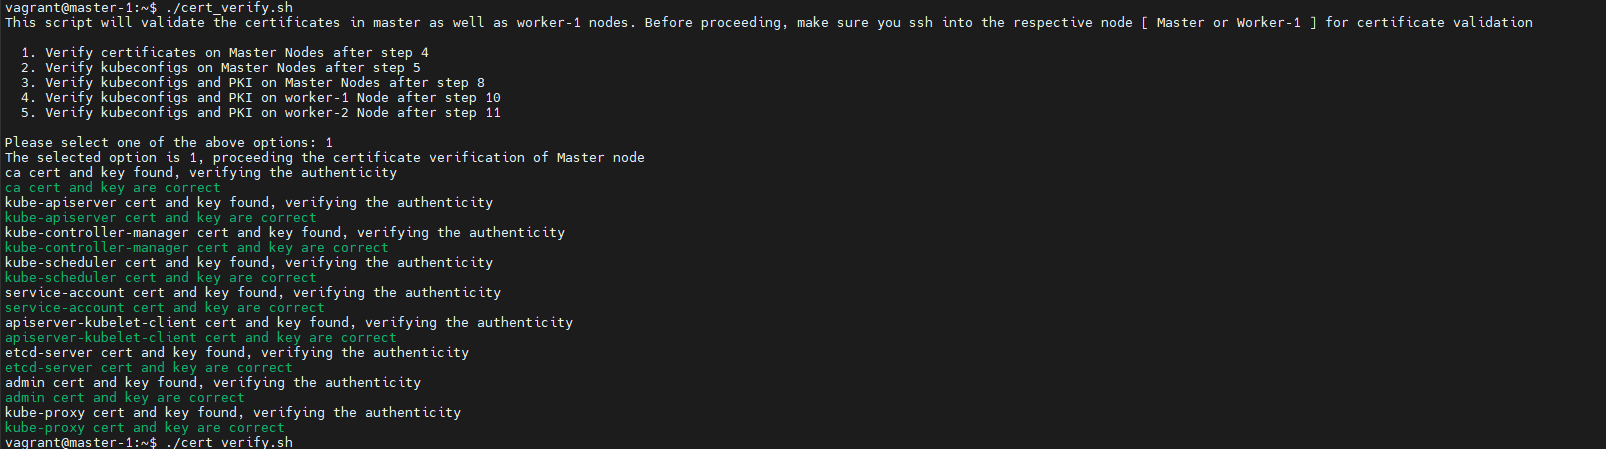 vagrant@master-1:~$ ./cert_verify.sh
This script will validate the certificates in master as well as worker-1 nodes. Before proceeding, make sure you ssh into the respective node [ Master or Worker-1 ] for certificate validation
1. Verify certificates on Master Nodes after step 4
2. Verify kubeconfigs on Master Nodes after step 5
3. Verify kubeconfigs and PKI on Master Nodes after step 8
4. Verify kubeconfigs and PKI on worker-1 Node after step 10
5. Verify kubeconfigs and PKI on worker-2 Node after step 11
Please select one of the above options: 1
The selected option is 1, proceeding the certificate verification of Master node
ca cert and key found, verifying the authenticity
ca cert and key are correct
kube-apiserver cert and key found, verifying the authenticity
kube-apiserver cert and key are correct
kube-controller-manager cert and key found, verifying the authenticity
kube-controller-manager cert and key are correct
kube-scheduler cert and key found, verifying the authenticity
kube-scheduler cert and key are correct
service-account cert and key found, verifying the authenticity
service-account cert and key are correct
apiserver-kubelet-client cert and key found, verifying the authenticity
apiserver-kubelet-client cert and key are correct
etcd-server cert and key found, verifying the authenticity
etcd-server cert and key are correct
admin cert and key found, verifying the authenticity
admin cert and key are correct
kube-proxy cert and key found, verifying the authenticity
kube-proxy cert and key are correct
vagrant@master-1:~$ ./cert_verify.sh